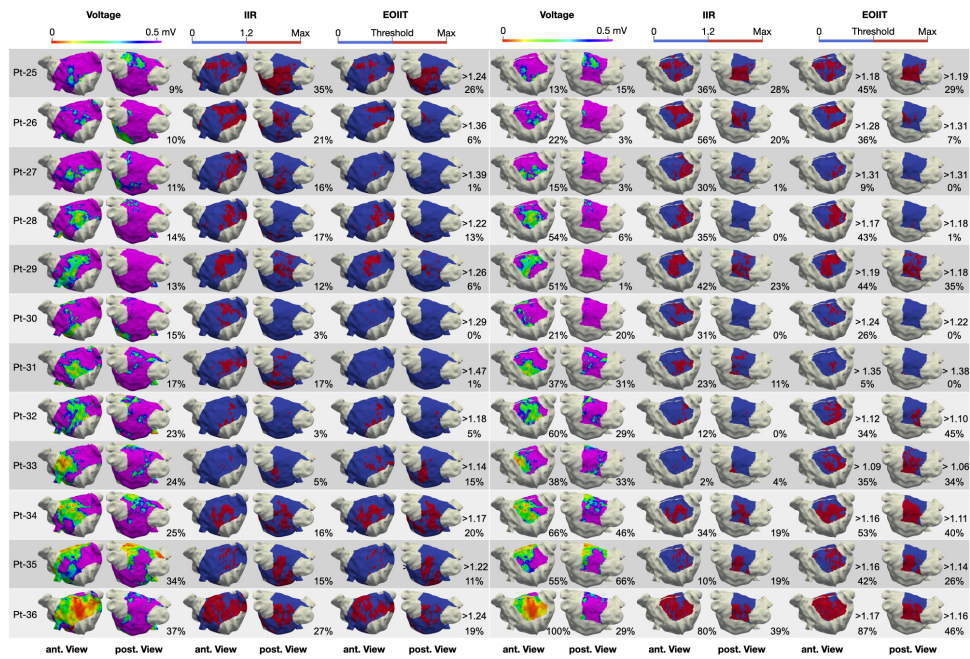 Voltage IIR EOIIT Voltage IIR EOIIT
0 0.5 mV 0 1.2 Max Threshold Max 0 0.5 mV 0 1.2 Max 0 Threshold Max
Pt-25 9% 35% >1.24 26% 13% 15% 36% 28% >1.18 45% >1.19 29%
Pt-26 10% 21% >1.36 6% 22% 3% 56% 20% >1.28 36% >1.31 7%
Pt-27 11% 16% >1.39 1% 15% 3% 30% 1% >1.31 9% >1.31 0%
Pt-28 14% 17% >1.22 13% 54% 6% 35% 0% >1.17 43% >1.18 1%
Pt-29 13% 12% >1.26 6% 51% 1% 42% 23% >1.19 44% >1.18 35%
Pt-30 15% 3% >1.29 0% 21% 20% 31% 0% >1.24 26% >1.22 0%
Pt-31 17% 17% >1.47 1% 37% 31% 23% 11% >1.35 5% >1.38 0%
Pt-32 23% 3% >1.18 5% 60% 29% 12% 0% >1.12 34% >1.10 45%
Pt-33 24% 5% >1.14 15% 38% 33% 2% 4% > 1.09 35% > 1.06 34%
Pt-34 25% 16% >1.17 20% 66% 46% 34% 19% >1.16 53% >1.11 40%
Pt-35 34% 15% > >1.22 11% 55% 66% 10% 19% >1.16 42% >1.14 26%
Pt-36 37% 27% >1.24 19% 100% 29% 80% 39% >1.17 87% >1.16 46%
ant. View post. View ant. View post. View ant. View post. View ant. View post. View ant. View post. View ant. View post. View